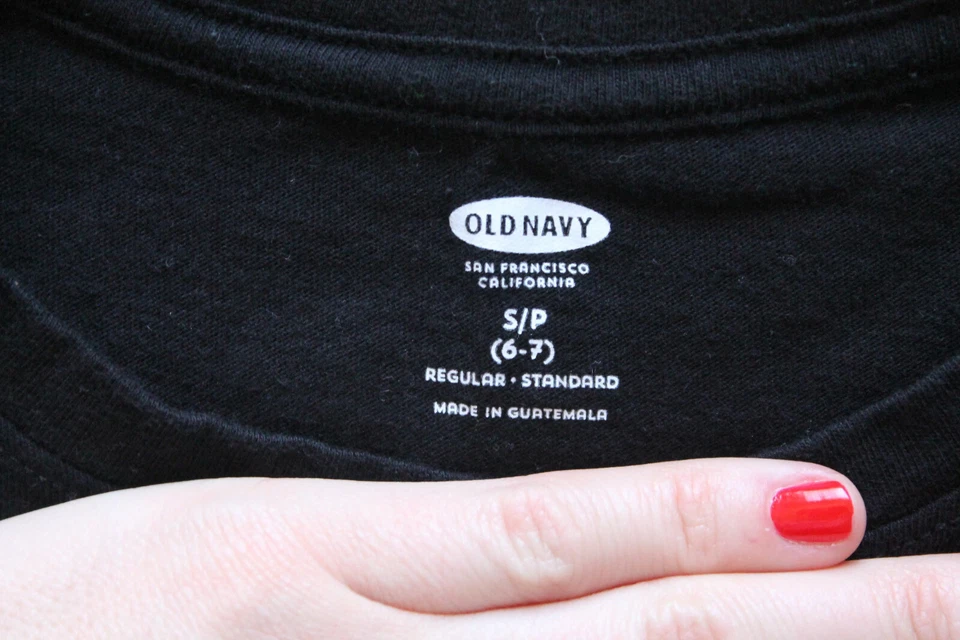 OLD NAVY
SAN FRANCISCO
CALIFORNIA
S/P
(6-7)
REGULAR • STANDARD
MADE IN GUATEMALA